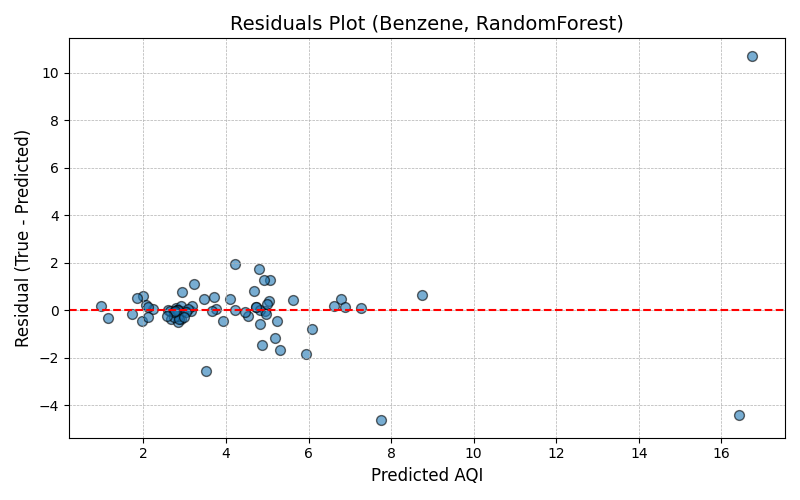 Residuals Plot (Benzene, RandomForest)
Residual (True - Predicted)
10
8
6
4
2
0
−2
−4
2 4 6 8 10 12 14 16
Predicted AQI